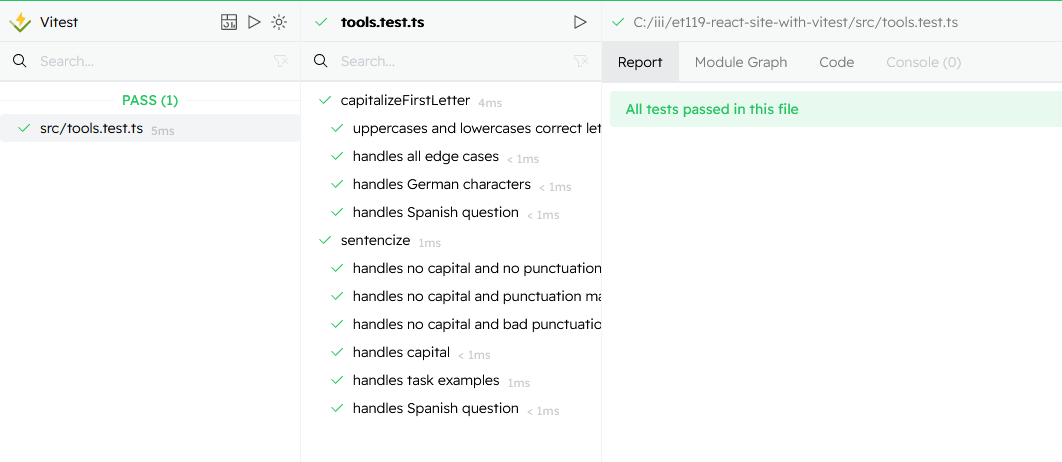 Vitest
Search...
PASS (1)
src/tools.test.ts 5ms
tools.test.ts
Search...
capitalizeFirstLetter 4ms
uppercases and lowercases correct let
handles all edge cases < 1ms
handles German characters < 1ms
handles Spanish question < 1ms
sentencize 1ms
handles no capital and no punctuation
handles no capital and punctuation ma
handles no capital and bad punctuatio
handles capital < 1ms
handles task examples 1ms
handles Spanish question < 1ms
C:/iii/et119-react-site-with-vitest/src/tools.test.ts
Report Module Graph Code Console (0)
All tests passed in this file